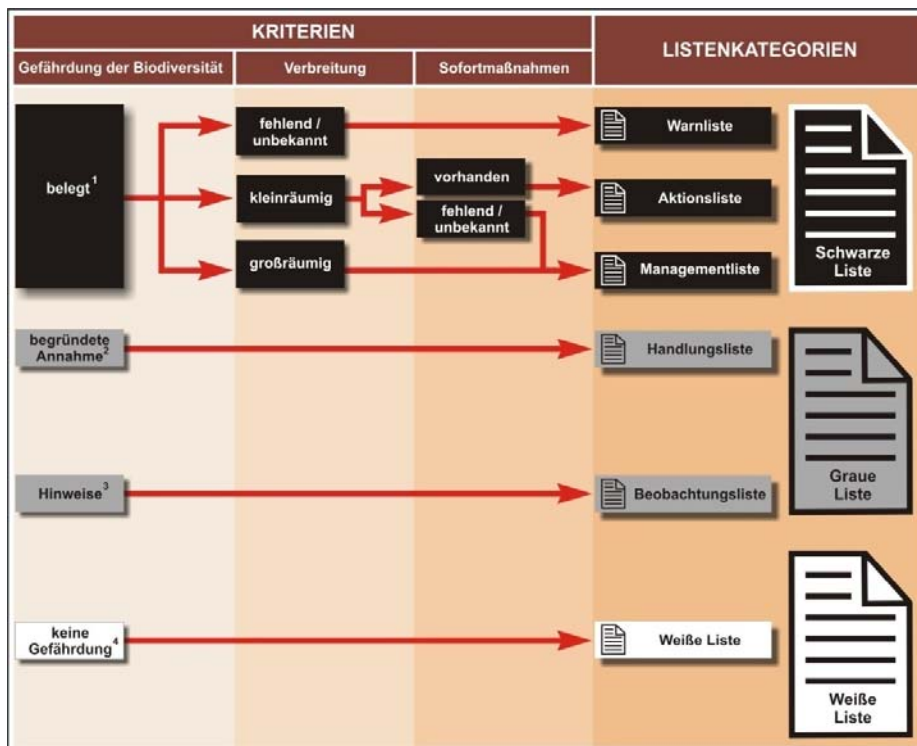 KRITERIEN
LISTENKATEGORIEN
Gefährdung der Biodiversität
Verbreitung
Sofortmaßnahmen
belegt¹
fehlend /
unbekannt
Warnliste
kleinräumig
vorhanden
fehlend /
unbekannt
Aktionsliste
großräumig
Managementliste
Schwarze
Liste
begründete
Annahme²
Handlungsliste
Hinweise³
Beobachtungsliste
Graue
Liste
keine
Gefährdung⁴
Weiße Liste
Weiße
Liste